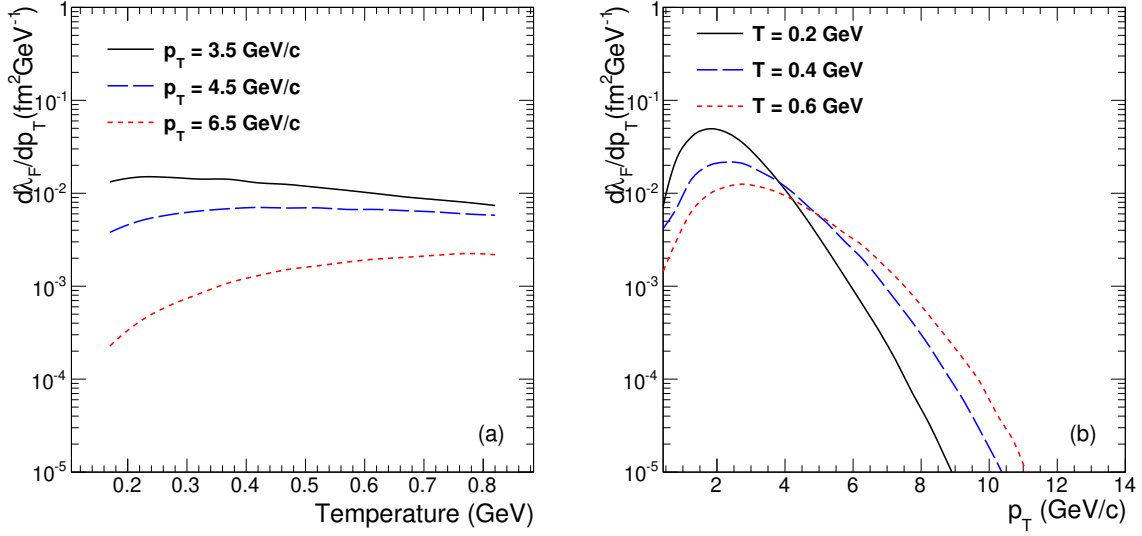 dλ_F/dp_T (fm²GeV⁻¹)
1
10⁻¹
10⁻²
10⁻³
10⁻⁴
10⁻⁵
p_T = 3.5 GeV/c
p_T = 4.5 GeV/c
p_T = 6.5 GeV/c
(a)
0.2 0.3 0.4 0.5 0.6 0.7 0.8
Temperature (GeV)
dλ_F/dp_T (fm²GeV⁻¹)
1
10⁻¹
10⁻²
10⁻³
10⁻⁴
10⁻⁵
T = 0.2 GeV
T = 0.4 GeV
T = 0.6 GeV
(b)
2 4 6 8 10 12 14
p_T (GeV/c)